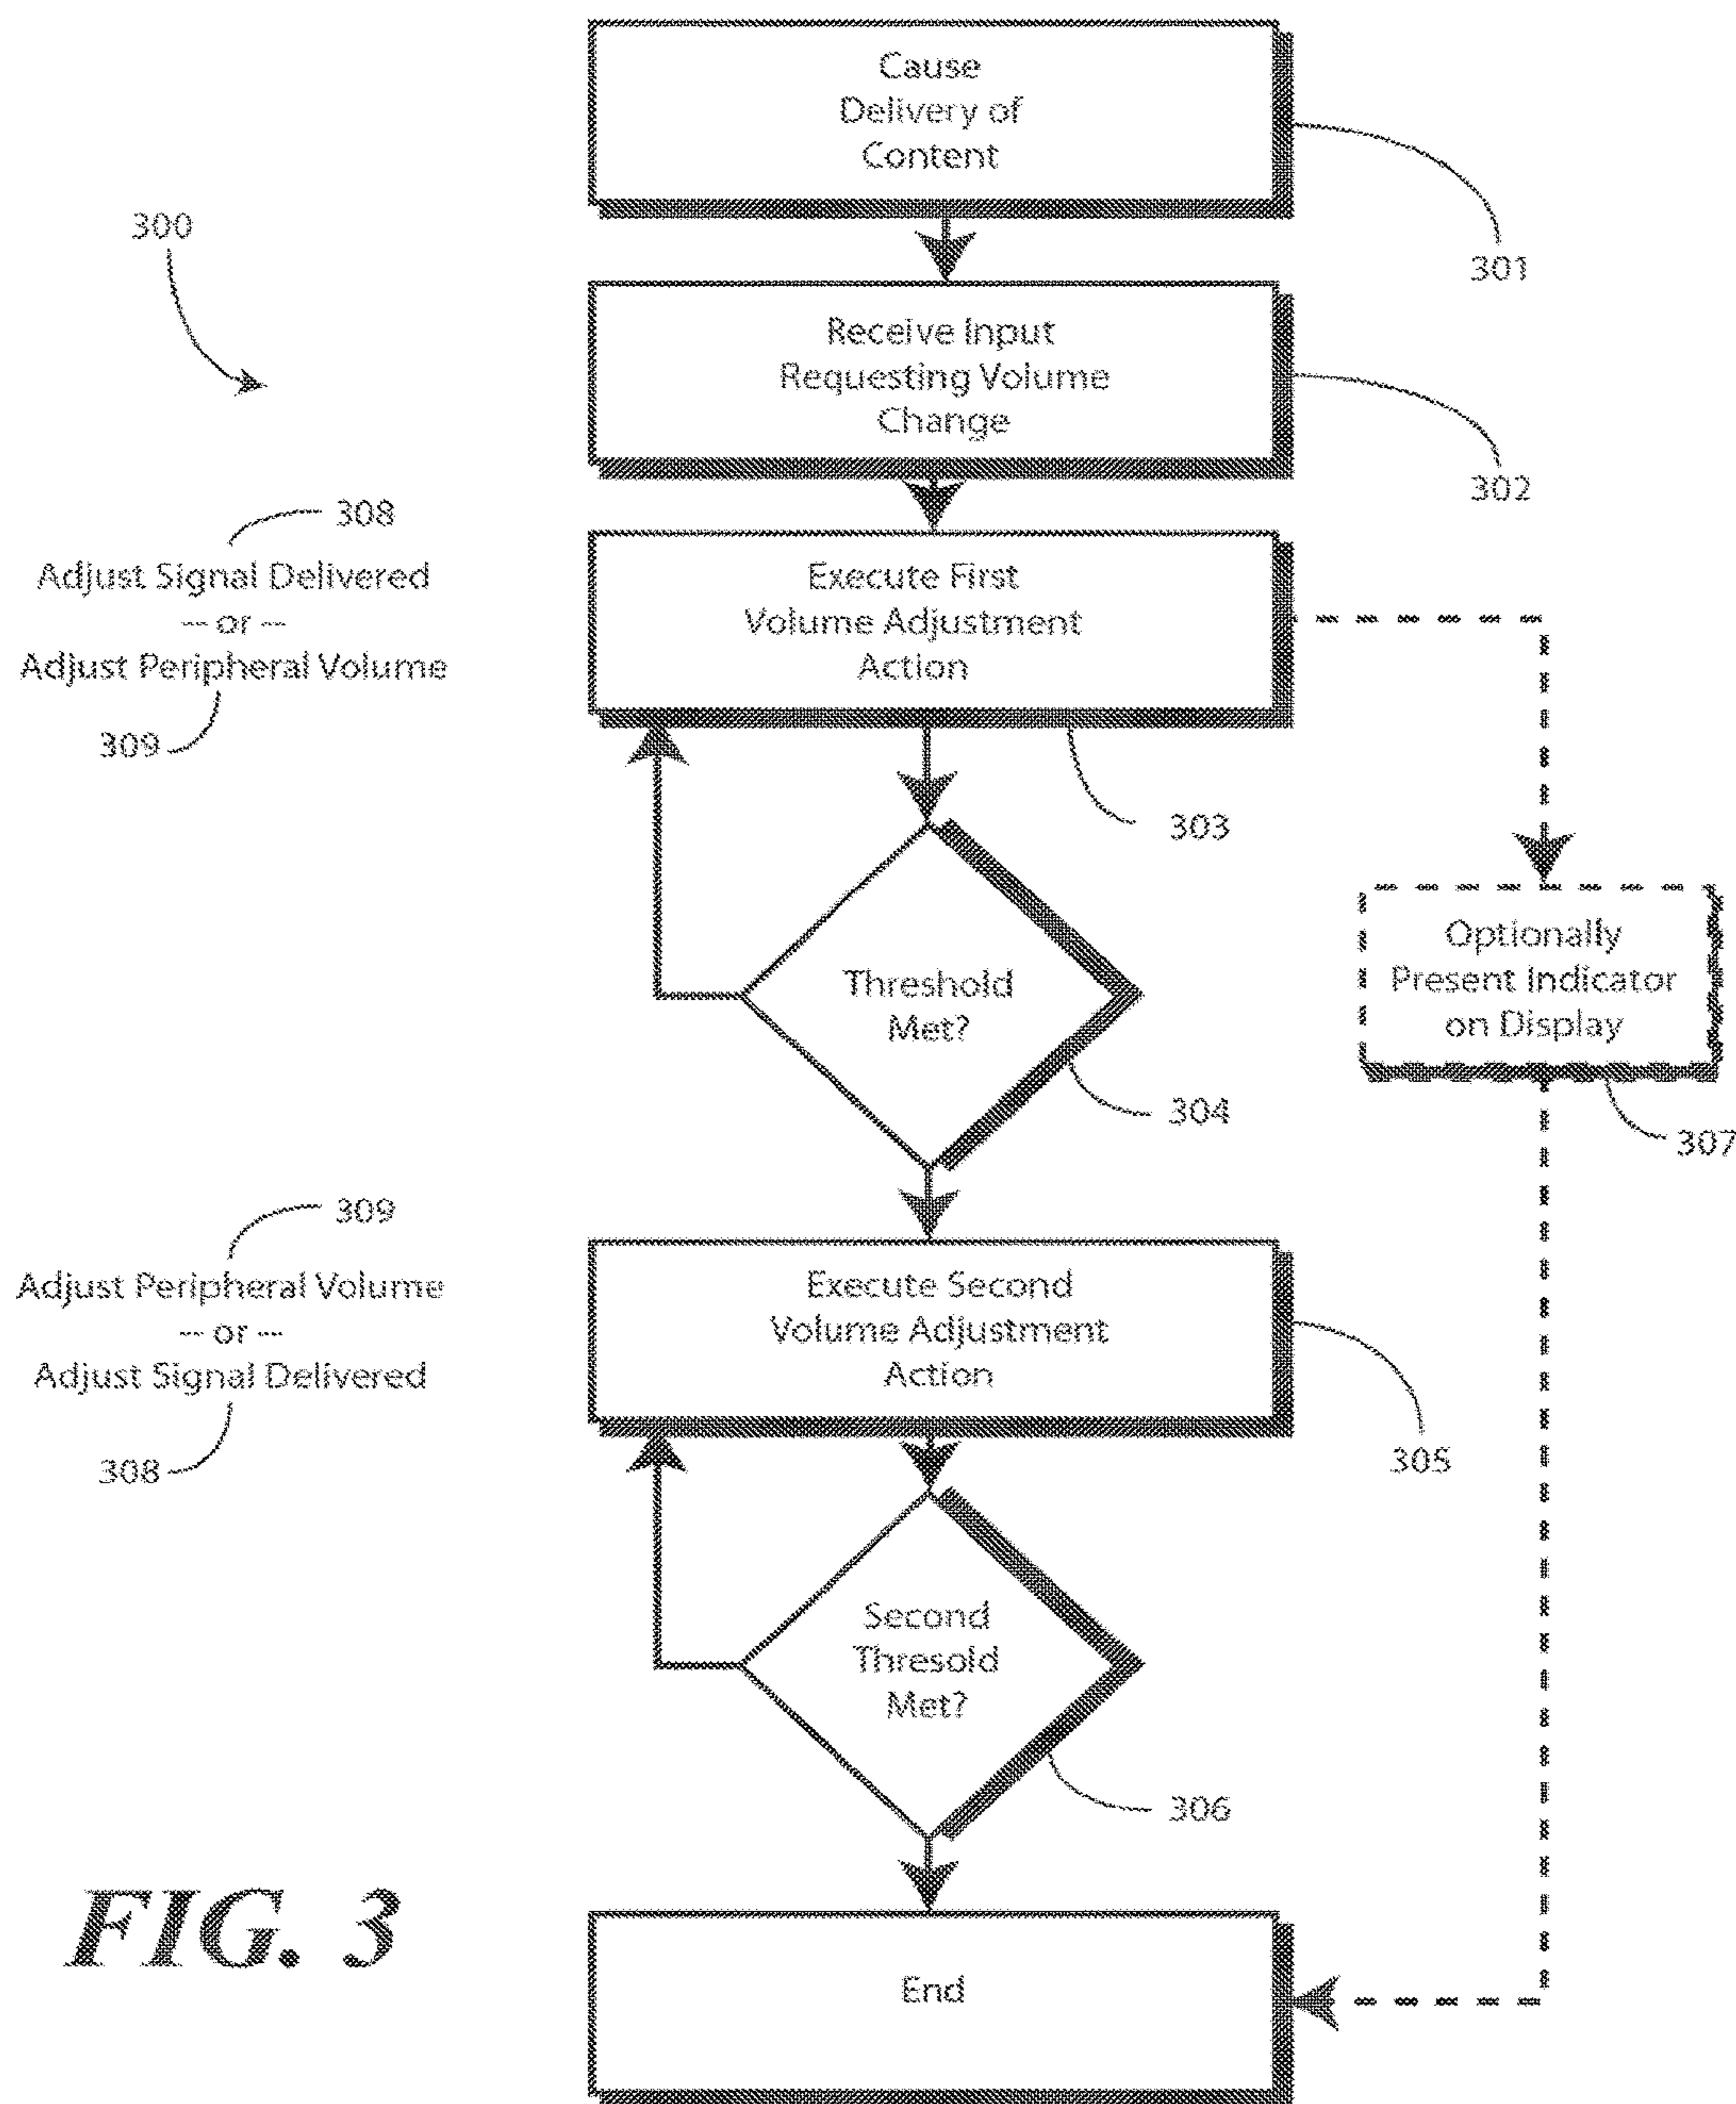 Cause
Delivery of
Content
301
300
Receive Input
Requesting Volume
Change
302
308
Adjust Signal Delivered
-- or --
Adjust Peripheral Volume
309
Execute First
Volume Adjustment
Action
303
Threshold
Met?
304
Optionally
Present Indicator
on Display
307
309
Adjust Peripheral Volume
-- or --
Adjust Signal Delivered
308
Execute Second
Volume Adjustment
Action
305
Second
Thresold
Met?
306
FIG. 3
End